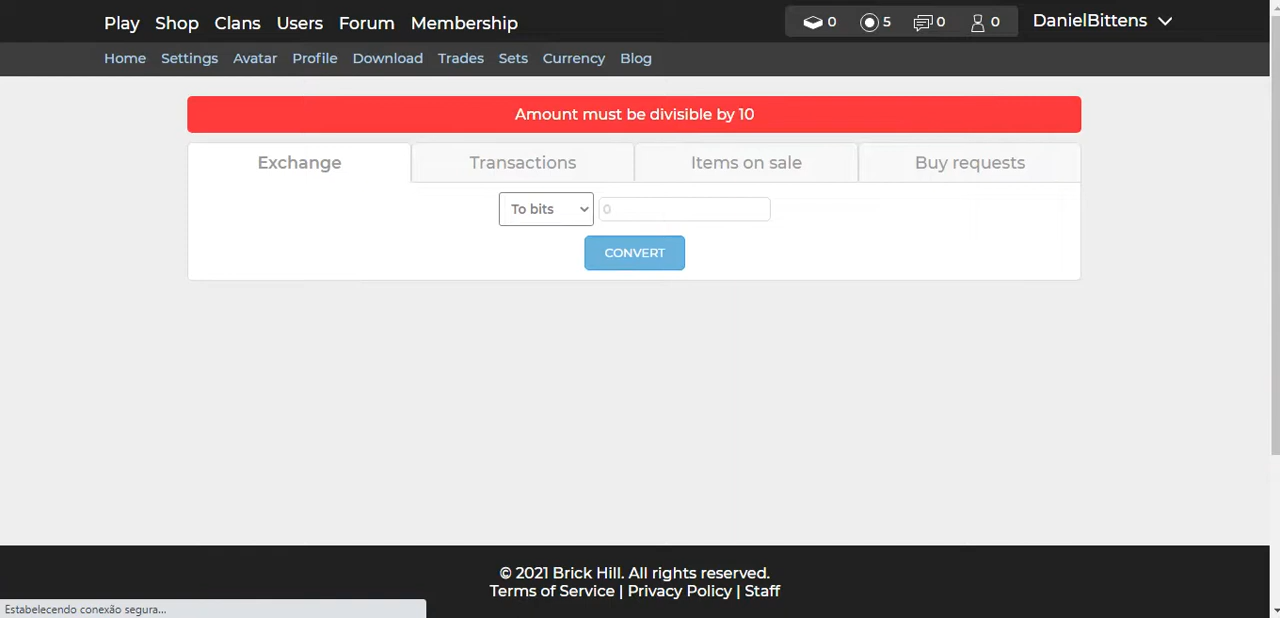 Play Shop Clans Users Forum Membership 0 5 0 0 DanielBittens
Home Settings Avatar Profile Download Trades Sets Currency Blog
Amount must be divisible by 10
Exchange Transactions Items on sale Buy requests
To bits 0
CONVERT
© 2021 Brick Hill. All rights reserved.
Terms of Service | Privacy Policy | Staff
Estabelecendo conexão segura...